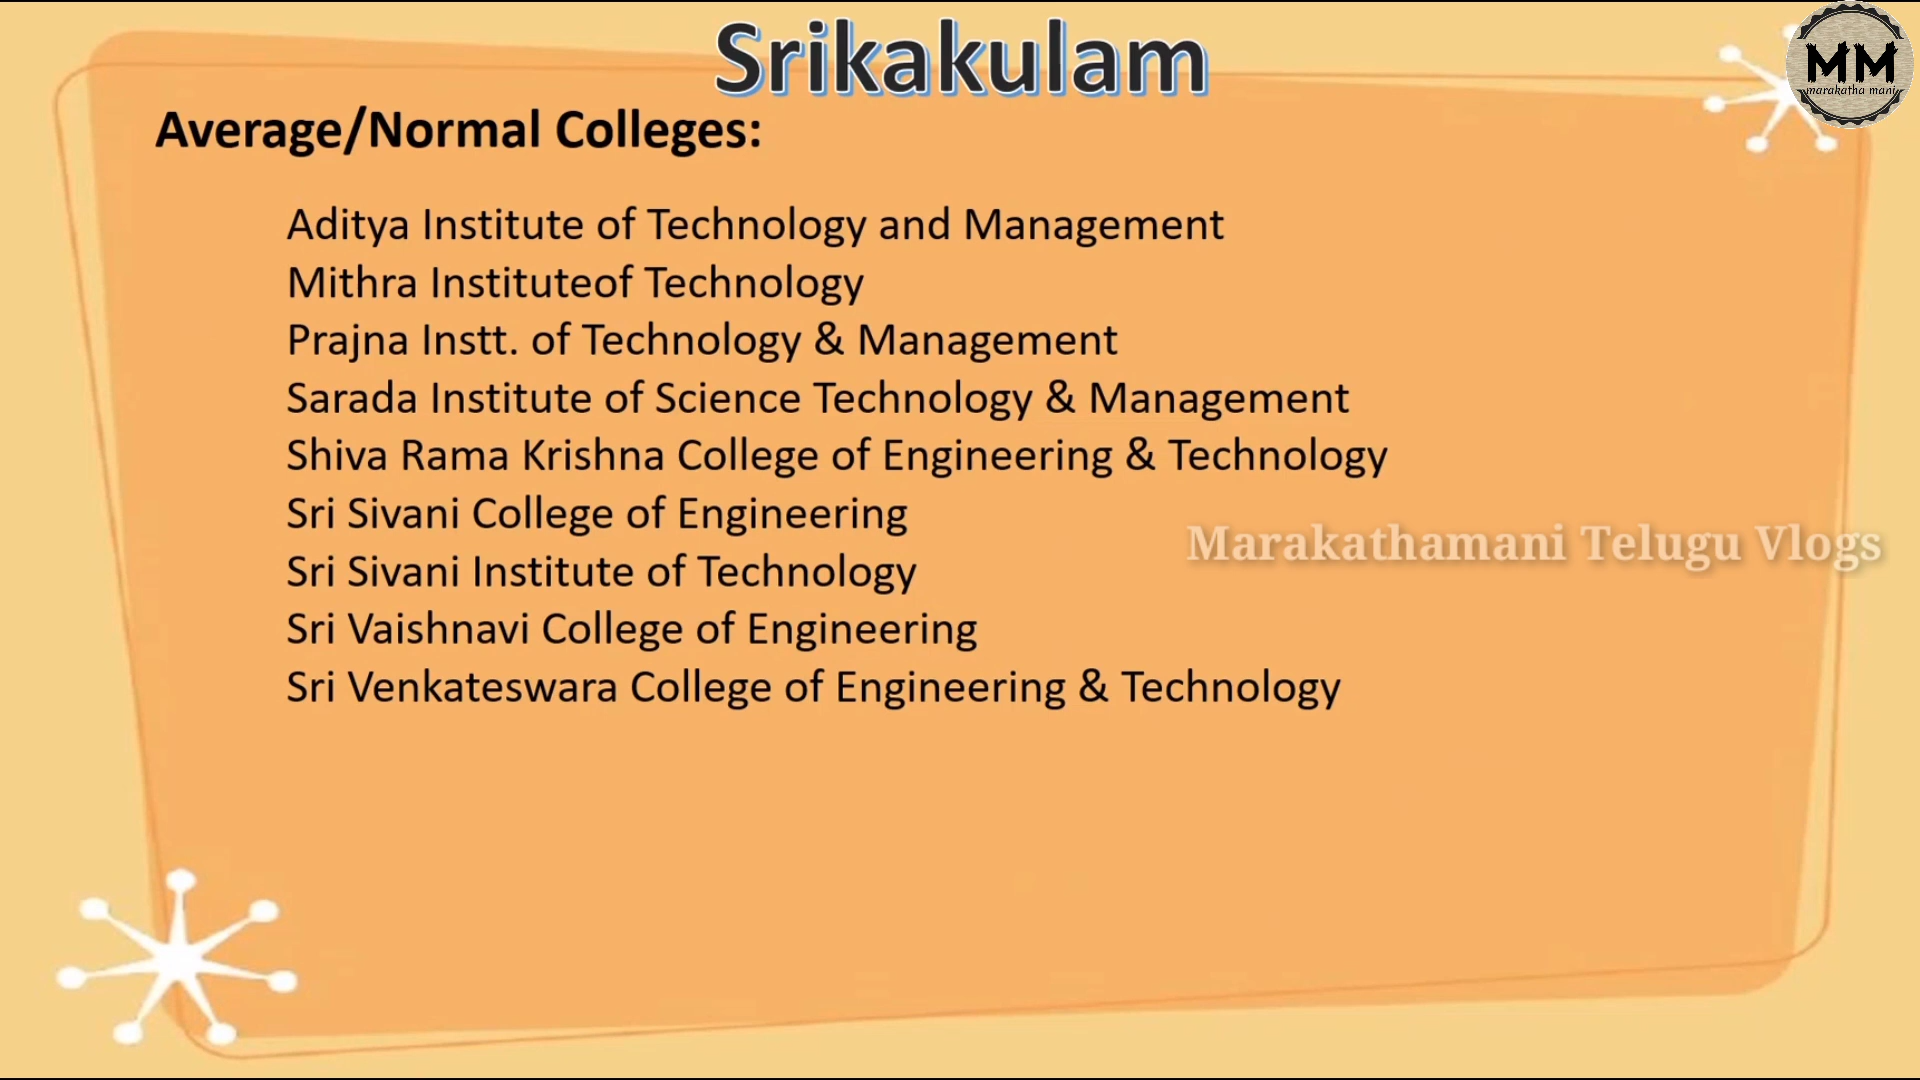 Srikakulam
MM
marakatha mani
Average/Normal Colleges:
Aditya Institute of Technology and Management
Mithra Instituteof Technology
Prajna Instt. of Technology & Management
Sarada Institute of Science Technology & Management
Shiva Rama Krishna College of Engineering & Technology
Sri Sivani College of Engineering
Marakathamani Telugu Vlogs
Sri Sivani Institute of Technology
Sri Vaishnavi College of Engineering
Sri Venkateswara College of Engineering & Technology